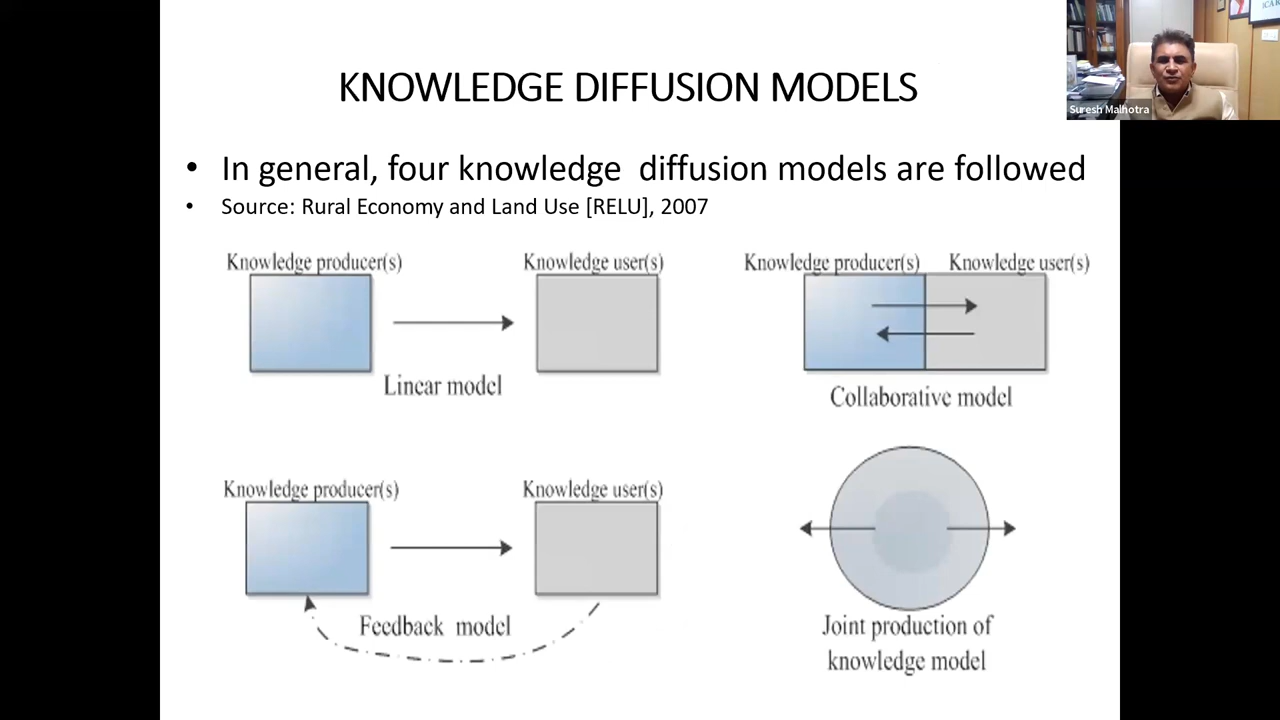 KNOWLEDGE DIFFUSION MODELS
Suresh Malhotra
• In general, four knowledge diffusion models are followed
• Source: Rural Economy and Land Use [RELU], 2007
Knowledge producer(s)
Knowledge user(s)
Linear model
Knowledge producer(s)
Knowledge user(s)
Collaborative model
Knowledge producer(s)
Knowledge user(s)
Feedback model
Joint production of
knowledge model